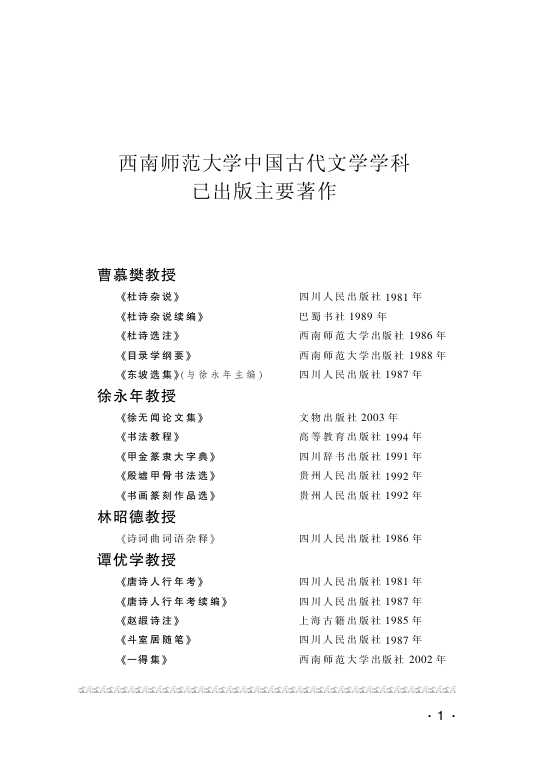 西南师范大学中国古代文学学科
已出版主要著作
曹慕樊教授
《杜诗杂说》 四川人民出版社 1981 年
《杜诗杂说续编》 巴蜀书社 1989 年
《杜诗选注》 西南师范大学出版社 1986 年
《目录学纲要》 西南师范大学出版社 1988 年
《东坡选集》(与徐永年主编) 四川人民出版社 1987 年
徐永年教授
《徐无闻论文集》 文物出版社 2003 年
《书法教程》 高等教育出版社 1994 年
《甲金篆隶大字典》 四川辞书出版社 1991 年
《殷墟甲骨书法选》 贵州人民出版社 1992 年
《书画篆刻作品选》 贵州人民出版社 1992 年
林昭德教授
《诗词曲词语杂释》 四川人民出版社 1986 年
谭优学教授
《唐诗人行年考》 四川人民出版社 1981 年
《唐诗人行年考续编》 四川人民出版社 1987 年
《赵嘏诗注》 上海古籍出版社 1985 年
《斗室居随笔》 四川人民出版社 1987 年
《一得集》 西南师范大学出版社 2002 年
· 1 ·